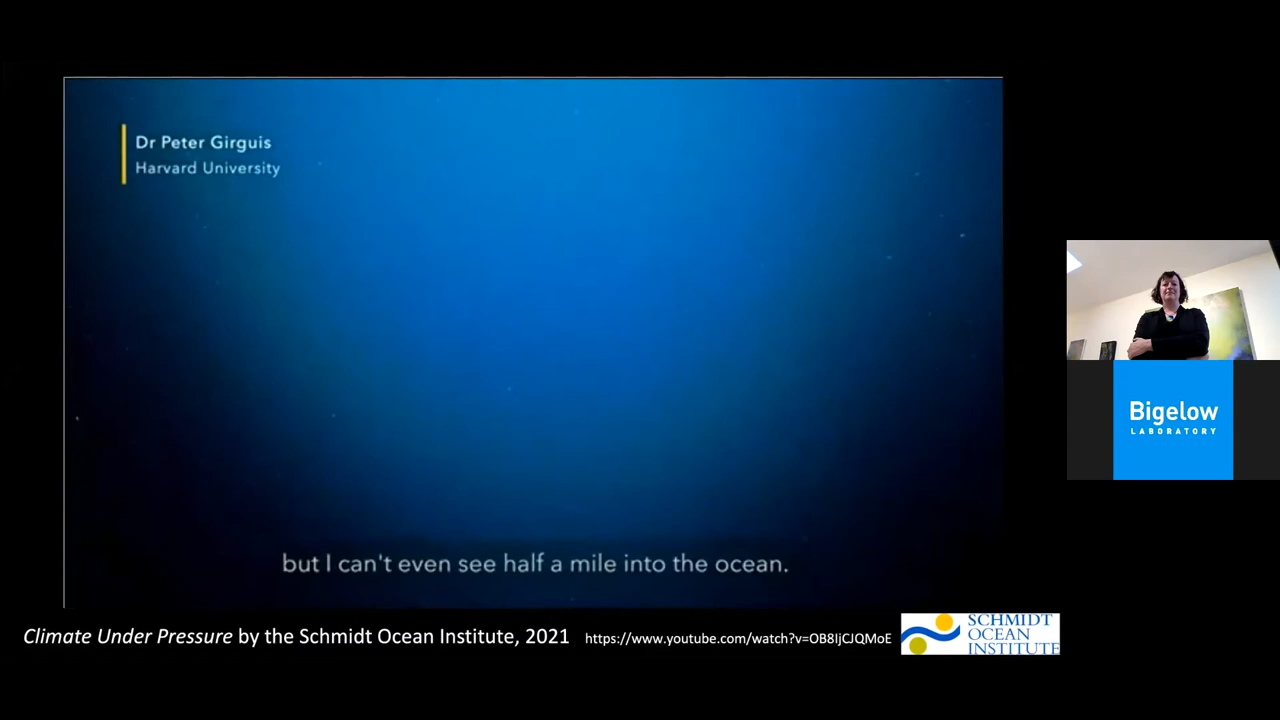 Dr Peter Girguis
Harvard University
but I can't even see half a mile into the ocean.
Climate Under Pressure by the Schmidt Ocean Institute, 2021 https://www.youtube.com/watch?v=OB8IjCJQMoE
SCHMIDT
OCEAN
INSTITUTE
Bigelow
LABORATORY